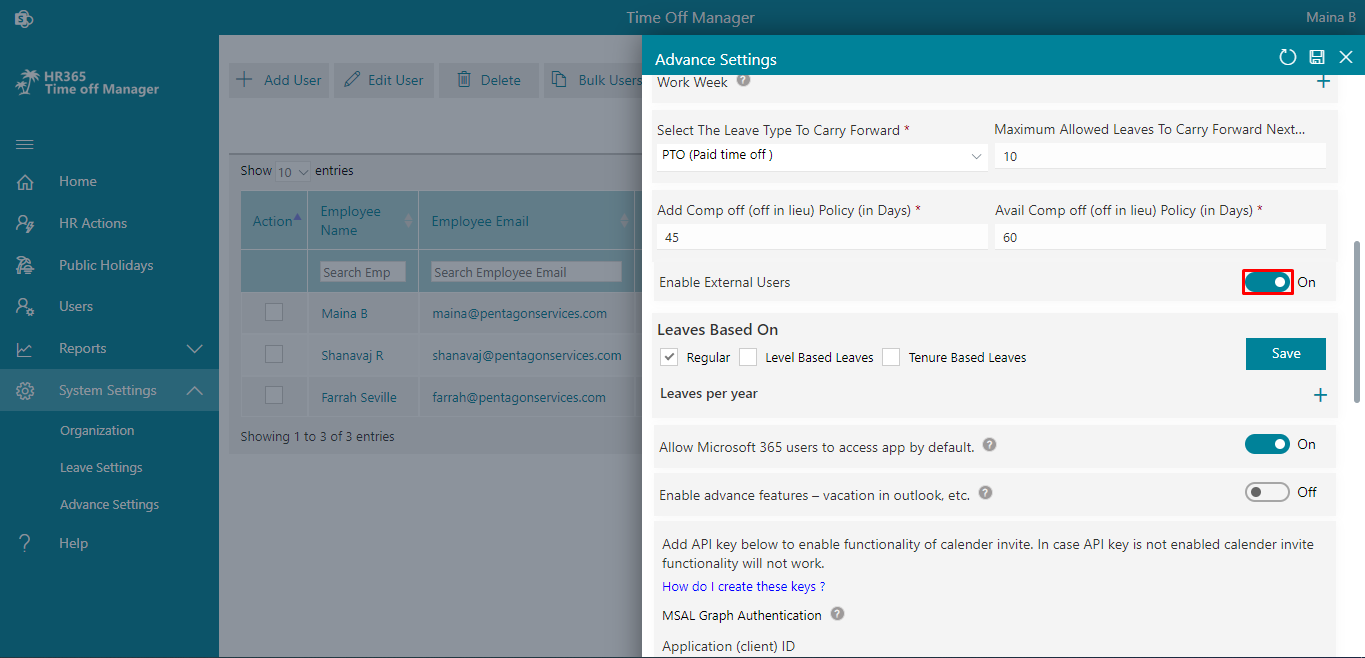 Time Off Manager
Maina B
HR365
Time off Manager
Home
HR Actions
Public Holidays
Users
Reports
System Settings
Organization
Leave Settings
Advance Settings
Help
Add User
Edit User
Delete
Bulk Users
Show 10 entries
Action
Employee Name
Employee Email
Search Emp
Search Employee Email
Maina B
maina@pentagonservices.com
Shanavaj R
shanavaj@pentagonservices.com
Farrah Seville
farrah@pentagonservices.com
Showing 1 to 3 of 3 entries
Advance Settings
Work Week ?
Select The Leave Type To Carry Forward *
Maximum Allowed Leaves To Carry Forward Next...
PTO (Paid time off )
10
Add Comp off (off in lieu) Policy (in Days) *
Avail Comp off (off in lieu) Policy (in Days) *
45
60
Enable External Users
On
Leaves Based On
Regular
Level Based Leaves
Tenure Based Leaves
Save
Leaves per year
Allow Microsoft 365 users to access app by default. ?
On
Enable advance features – vacation in outlook, etc. ?
Off
Add API key below to enable functionality of calender invite. In case API key is not enabled calender invite
functionality will not work.
How do I create these keys ?
MSAL Graph Authentication ?
Application (client) ID